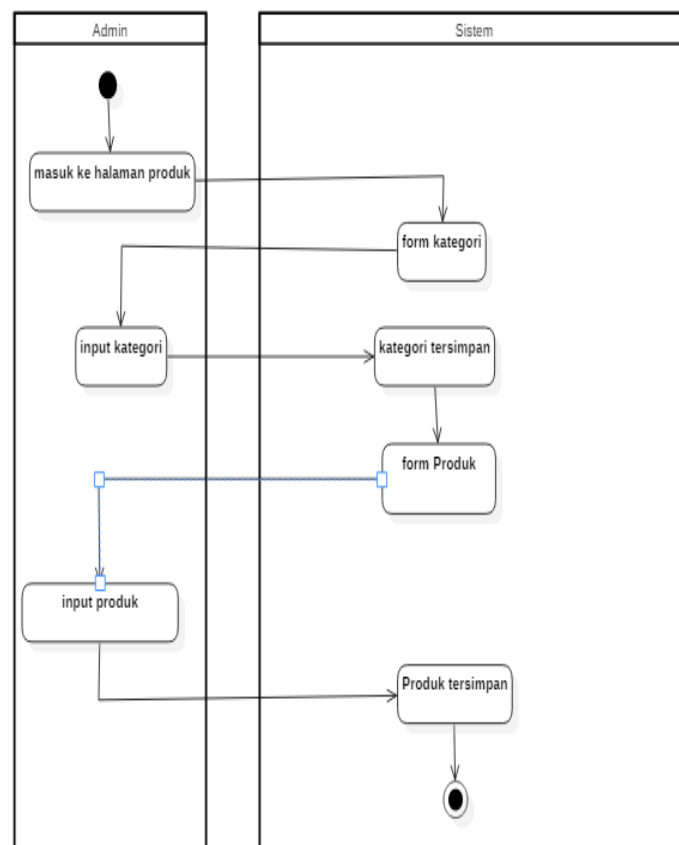 Admin
Sistem
masuk ke halaman produk
form kategori
input kategori
kategori tersimpan
form Produk
input produk
Produk tersimpan